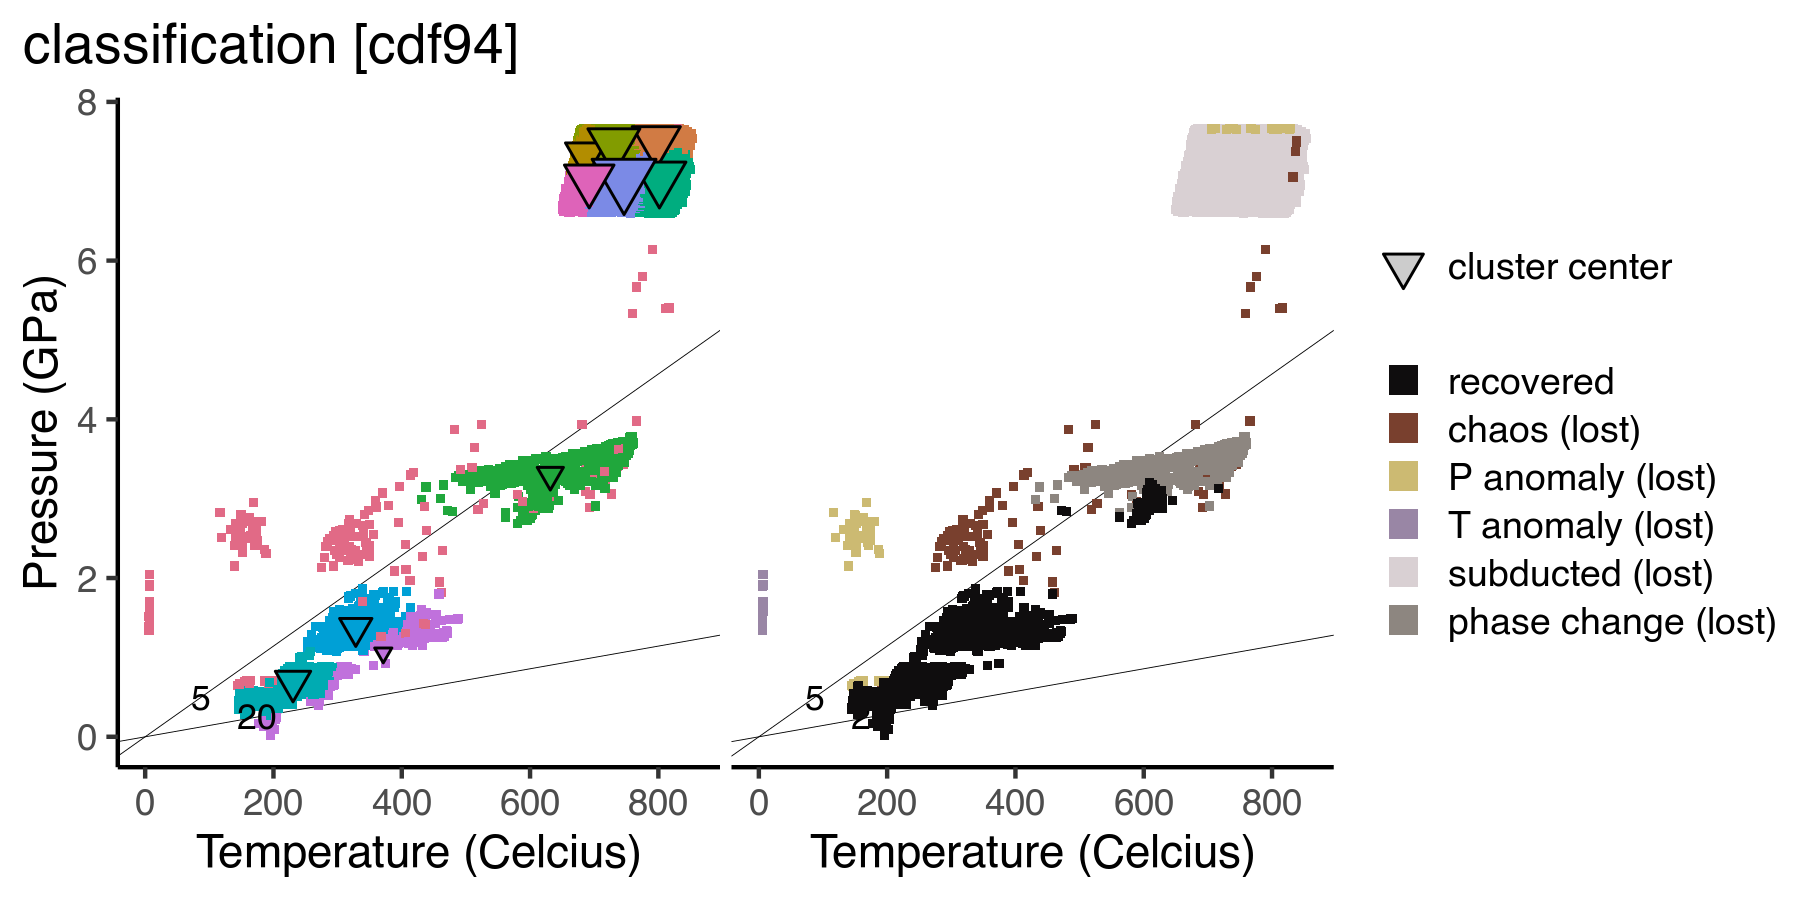 classification [cdf94]
8
6
4
2
0
Pressure (GPa)
5
20
5
2
0 200 400 600 800
0 200 400 600 800
Temperature (Celcius)
Temperature (Celcius)
cluster center
recovered
chaos (lost)
P anomaly (lost)
T anomaly (lost)
subducted (lost)
phase change (lost)